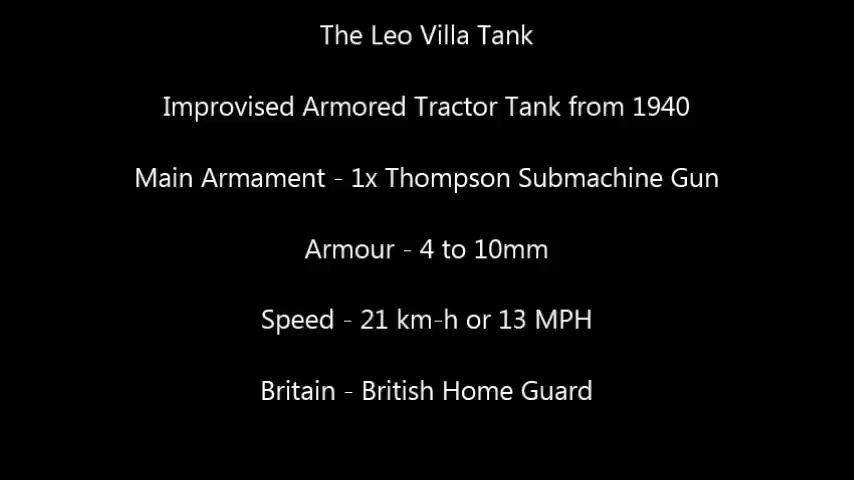 The Leo Villa Tank
Improvised Armored Tractor Tank from 1940
Main Armament - 1x Thompson Submachine Gun
Armour - 4 to 10mm
Speed - 21 km-h or 13 MPH
Britain - British Home Guard